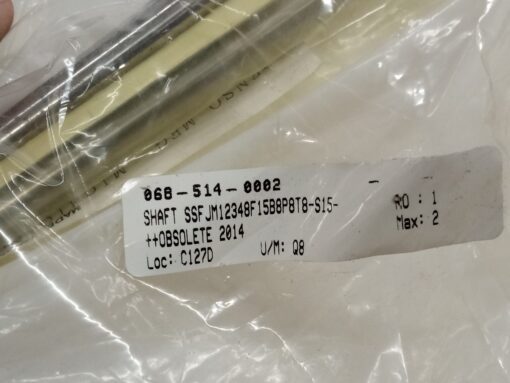 068-514-0002 -
SHAFT SSFJM12348F15B8P8T8-S15- RO : 1
++OBSOLETE 2014 Max: 2
Loc: C127D U/M: Q8